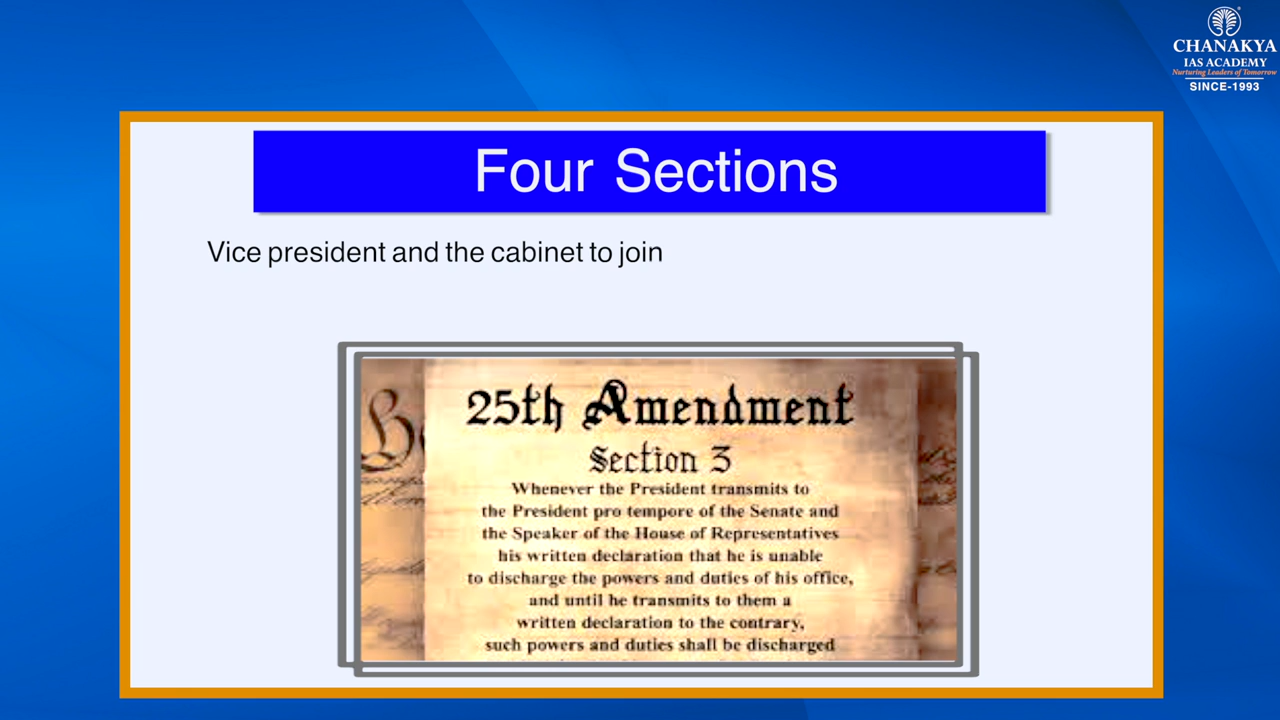 CHANAKYA
IAS ACADEMY
Nurturing Leaders of Tomorrow
SINCE-1993
Four Sections
Vice president and the cabinet to join
25th Amendment
Section 3
Whenever the President transmits to
the President pro tempore of the Senate and
the Speaker of the House of Representatives
his written declaration that he is unable
to discharge the powers and duties of his office,
and until he transmits to them a
written declaration to the contrary,
such powers and duties shall be discharged